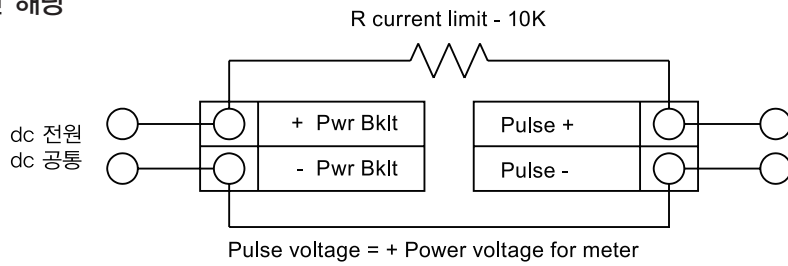 해당
R current limit - 10K
dc 전원
dc 공통
+ Pwr Bklt
- Pwr Bklt
Pulse +
Pulse -
Pulse voltage = + Power voltage for meter